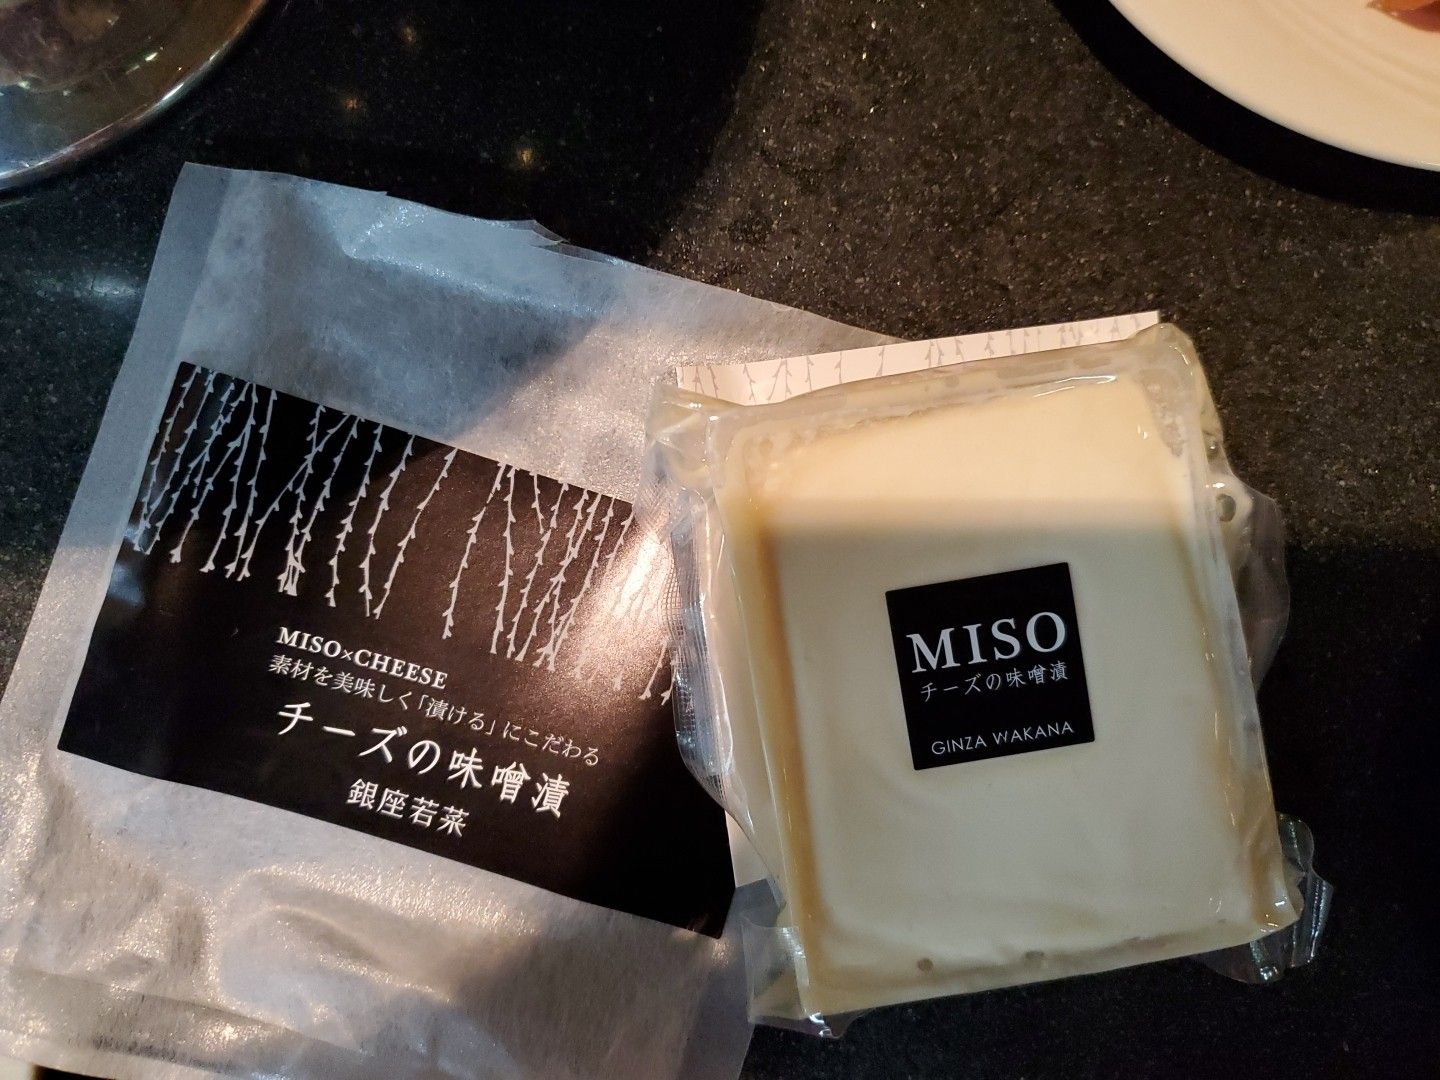 MISO×CHEESE
素材を美味しく「漬ける」にこだわる
チーズの味噌漬
銀座若菜
MISO
チーズの味噌漬
GINZA WAKANA